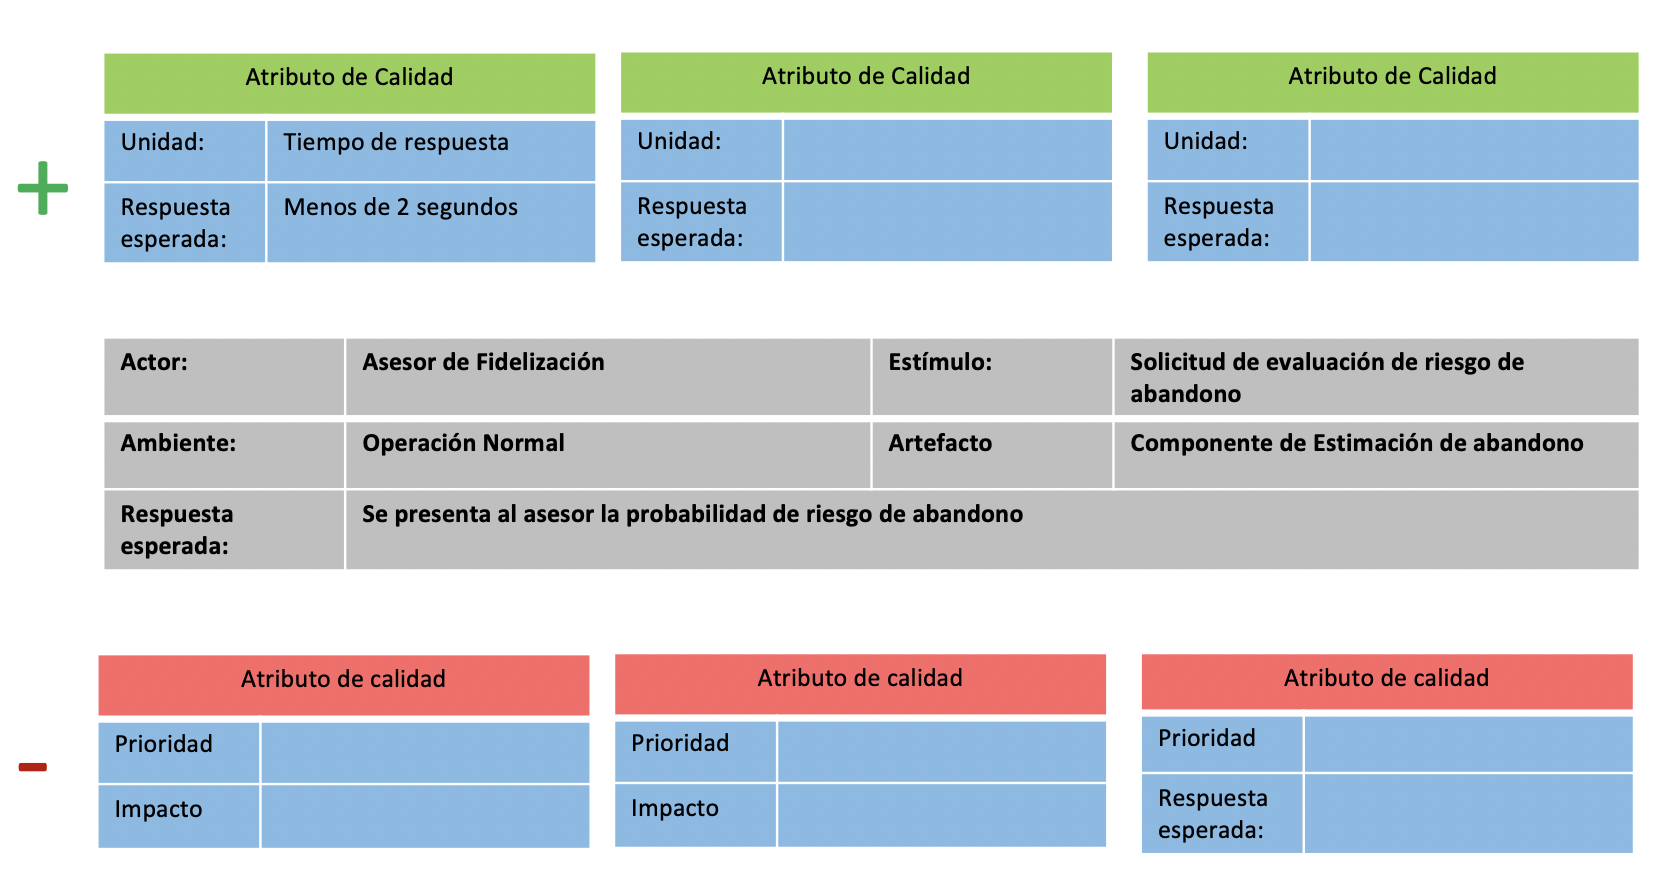 Atributo de Calidad
Unidad: Tiempo de respuesta
Respuesta Menos de 2 segundos
esperada:
Atributo de Calidad
Unidad:
Respuesta
esperada:
Atributo de Calidad
Unidad:
Respuesta
esperada:
+
Actor: Asesor de Fidelización Estímulo: Solicitud de evaluación de riesgo de
abandono
Ambiente: Operación Normal Artefacto Componente de Estimación de abandono
Respuesta Se presenta al asesor la probabilidad de riesgo de abandono
esperada:
Atributo de calidad
Prioridad
Impacto
Atributo de calidad
Prioridad
Impacto
Atributo de calidad
Prioridad
Respuesta
esperada:
-